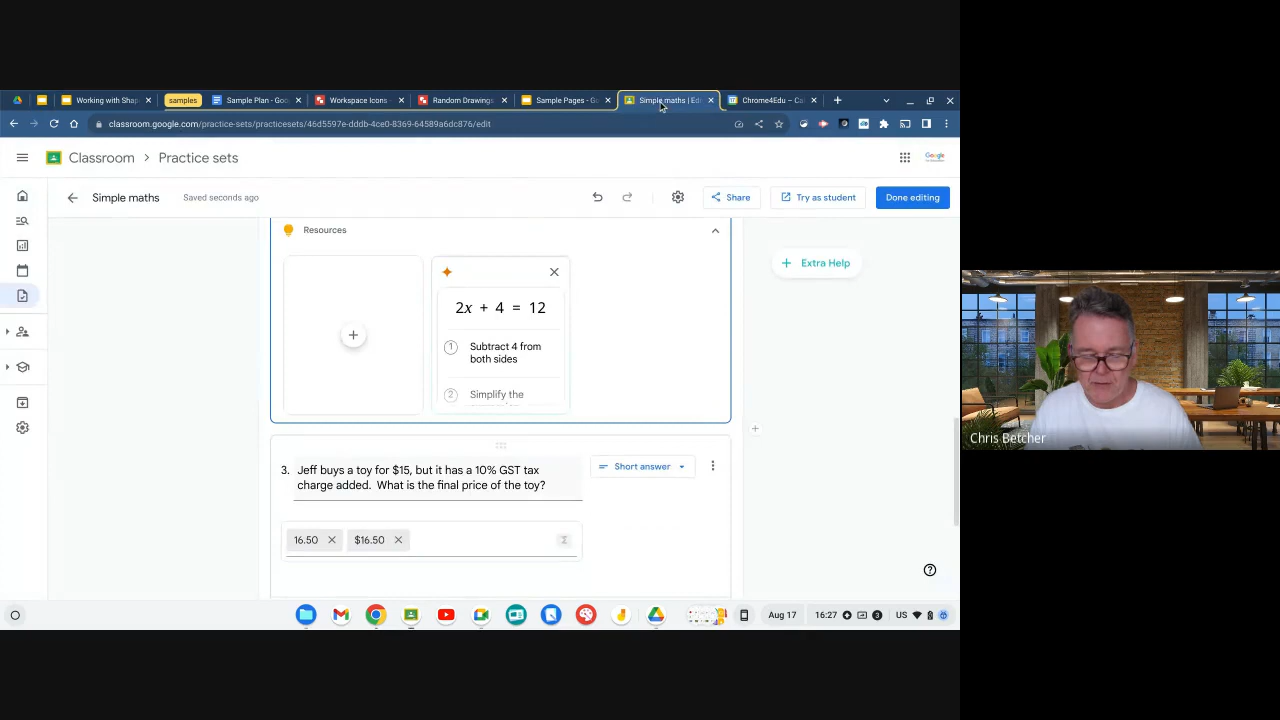 Working with Shap
samples
Sample Plan - Goo
Workspace Icons -
Random Drawings
Sample Pages - Go
Simple maths | Ed
Chrome4Edu – Ca
classroom.google.com/practice-sets/practicesets/46d5597e-dddb-4ce0-8369-64589a6dc876/edit
Classroom
Practice sets
Simple maths
Saved seconds ago
Share
Try as student
Done editing
Resources
Extra Help
2x + 4 = 12
1 Subtract 4 from
both sides
2 Simplify the
3. Jeff buys a toy for $15, but it has a 10% GST tax
charge added. What is the final price of the toy?
Short answer
16.50
$16.50
Aug 17
16:27
3
US
Chris Betcher